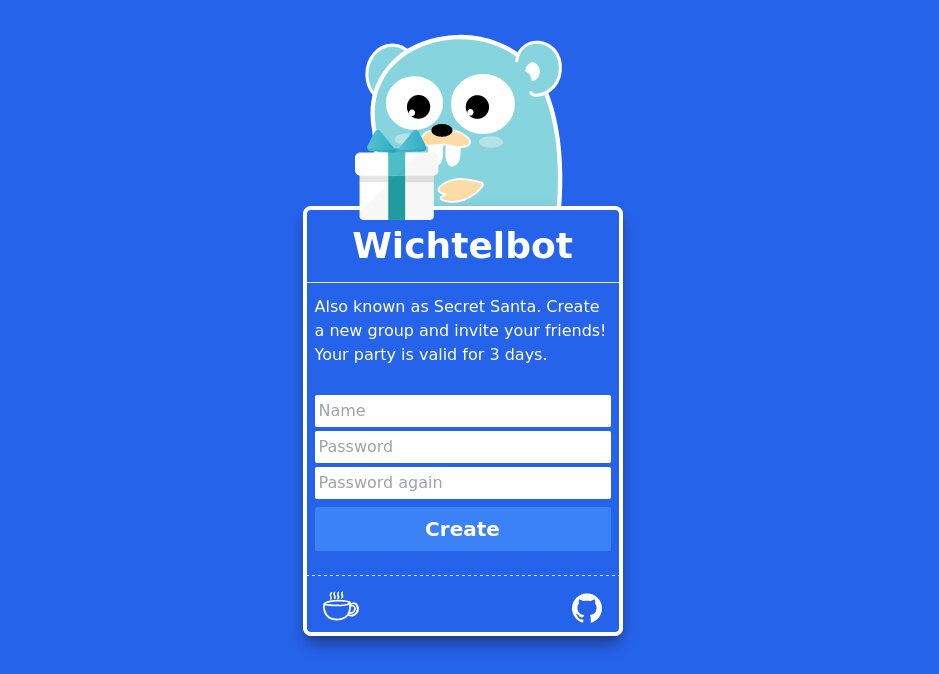 Wichtelbot
Also known as Secret Santa. Create
a new group and invite your friends!
Your party is valid for 3 days.
Name
Password
Password again
Create